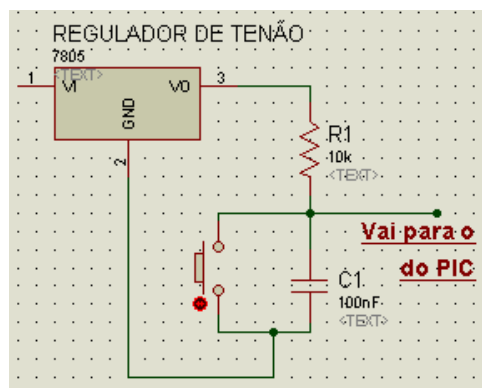 REGULADOR DE TENÃO
7805
<TEXT>
1
VI
VO
3
GND
2
R1
10k
<TEXT>
Vai para o
do PIC
C1
100nF
<TEXT>